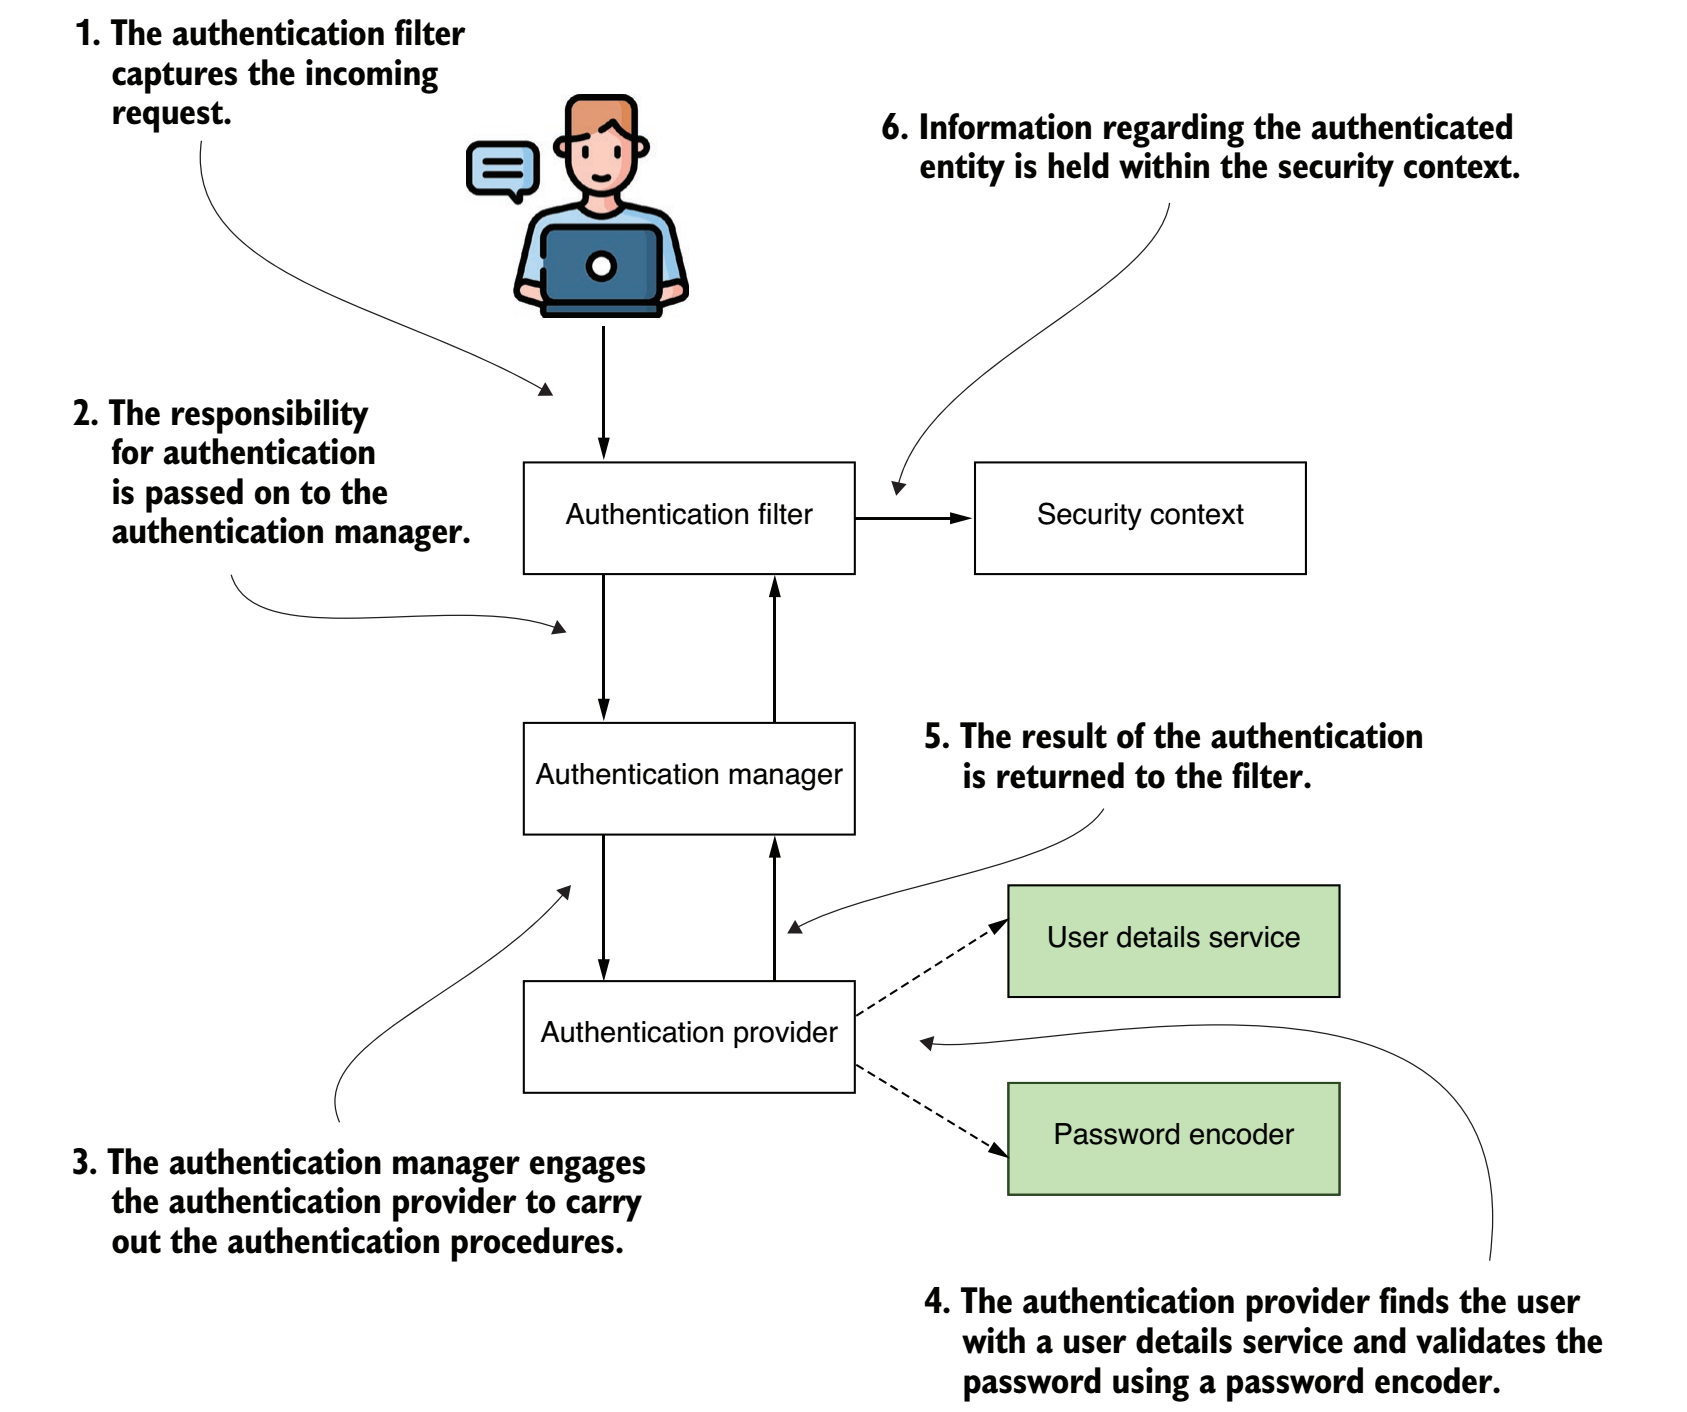 1. The authentication filter
captures the incoming
request.
6. Information regarding the authenticated
entity is held within the security context.
2. The responsibility
for authentication
is passed on to the
authentication manager.
Authentication filter
Security context
Authentication manager
5. The result of the authentication
is returned to the filter.
User details service
Authentication provider
Password encoder
3. The authentication manager engages
the authentication provider to carry
out the authentication procedures.
4. The authentication provider finds the user
with a user details service and validates the
password using a password encoder.